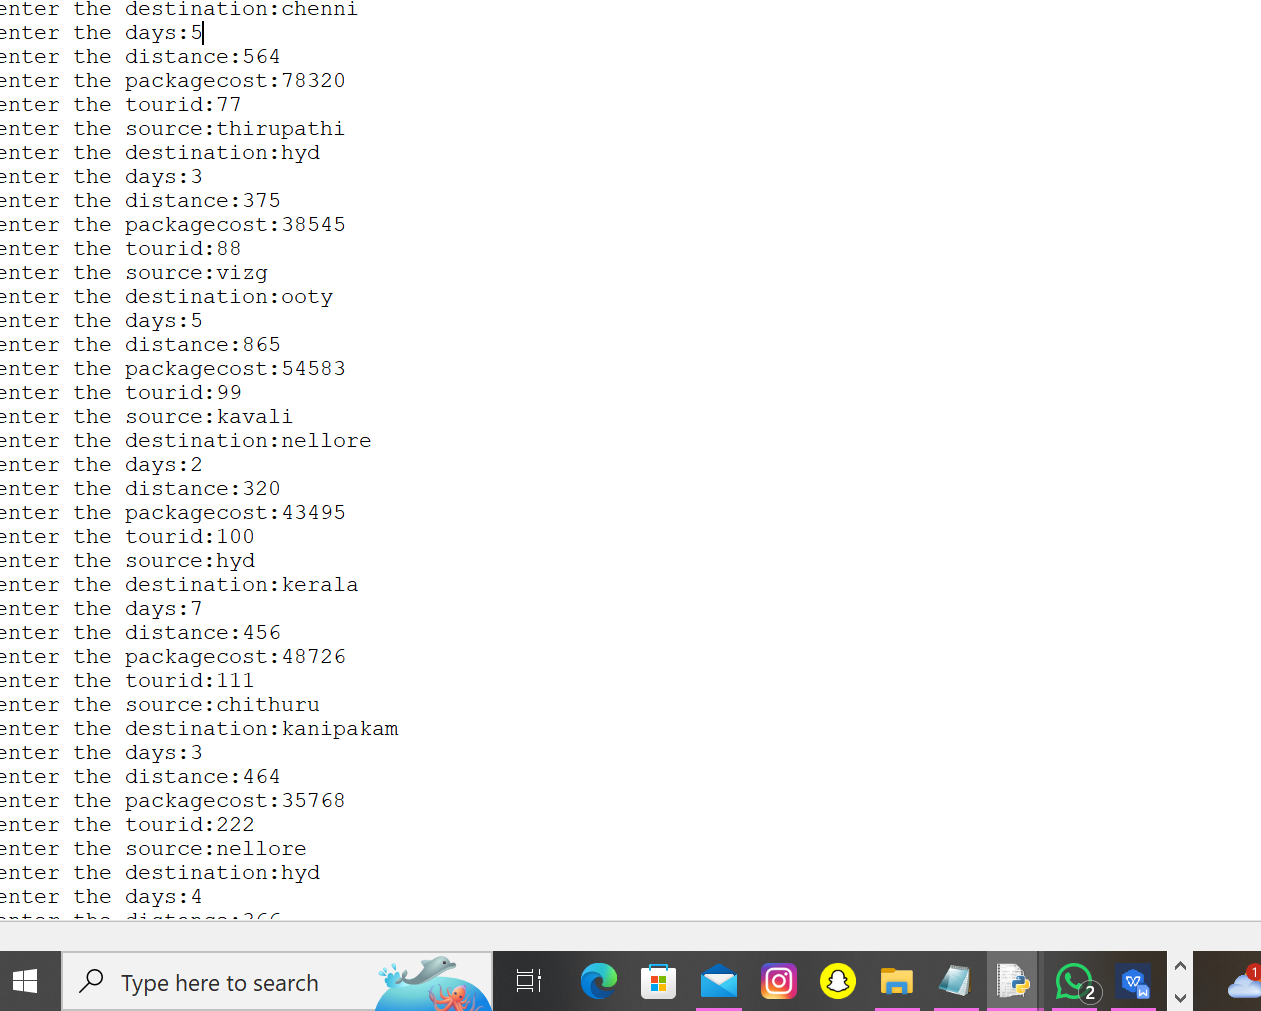 enter the destination:chenni
enter the days:5
enter the distance:564
enter the packagecost:78320
enter the tourid:77
enter the source:thirupathi
enter the destination:hyd
enter the days:3
enter the distance:375
enter the packagecost:38545
enter the tourid:88
enter the source:vizg
enter the destination:ooty
enter the days:5
enter the distance:865
enter the packagecost:54583
enter the tourid:99
enter the source:kavali
enter the destination:nellore
enter the days:2
enter the distance:320
enter the packagecost:43495
enter the tourid:100
enter the source:hyd
enter the destination:kerala
enter the days:7
enter the distance:456
enter the packagecost:48726
enter the tourid:111
enter the source:chithuru
enter the destination:kanipakam
enter the days:3
enter the distance:464
enter the packagecost:35768
enter the tourid:222
enter the source:nellore
enter the destination:hyd
enter the days:4
enter the distance:366
Type here to search
2
W
1